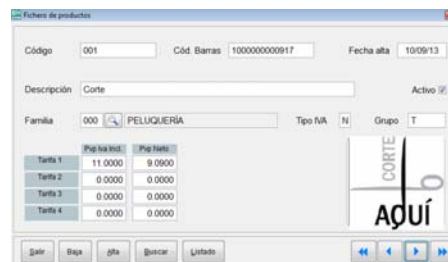 Fichero de productos
Código 001 Cód. Barras 1000000000917 Fecha alta 10/09/13
Descripción Corte Activo
Familia 000 PELUQUERÍA Tipo IVA N Grupo T
Pvp Iva Incl. Pvp Neto
Tarifa 1 11.0000 9.0900
Tarifa 2 0.0000 0.0000
Tarifa 3 0.0000 0.0000
Tarifa 4 0.0000 0.0000
CORTE
AQUÍ
Salir Baja Alta Buscar Listado